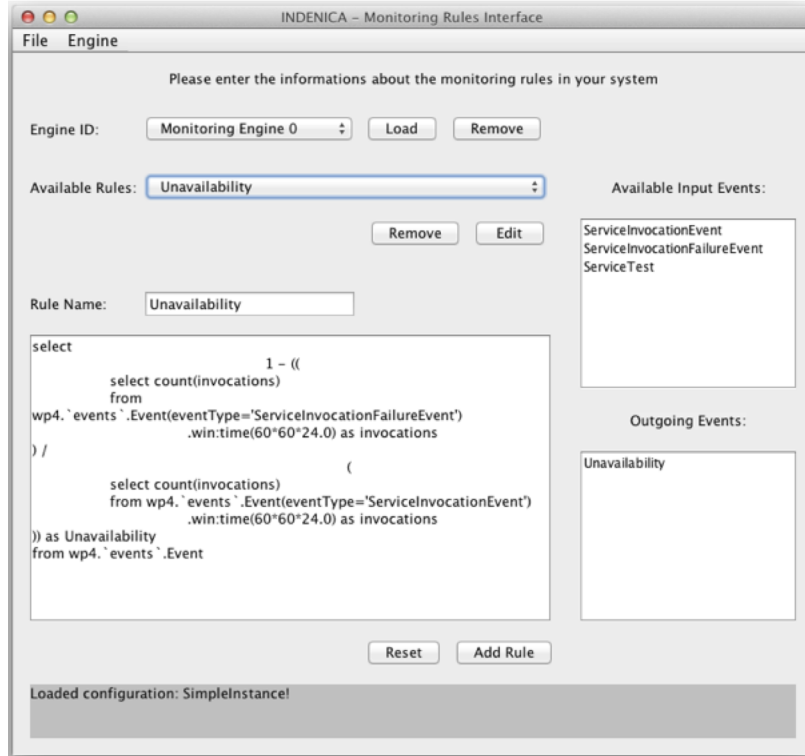 INDENICA – Monitoring Rules Interface
File Engine
Please enter the informations about the monitoring rules in your system
Engine ID: Monitoring Engine 0 Load Remove
Available Rules: Unavailability
Remove Edit
Rule Name: Unavailability
select
1 – ((
select count(invocations)
from
wp4.`events`.Event(eventType='ServiceInvocationFailureEvent')
.win:time(60*60*24.0) as invocations
) /
(
select count(invocations)
from wp4.`events`.Event(eventType='ServiceInvocationEvent')
.win:time(60*60*24.0) as invocations
)) as Unavailability
from wp4.`events`.Event
Reset Add Rule
Available Input Events:
ServiceInvocationEvent
ServiceInvocationFailureEvent
ServiceTest
Outgoing Events:
Unavailability
Loaded configuration: SimpleInstance!